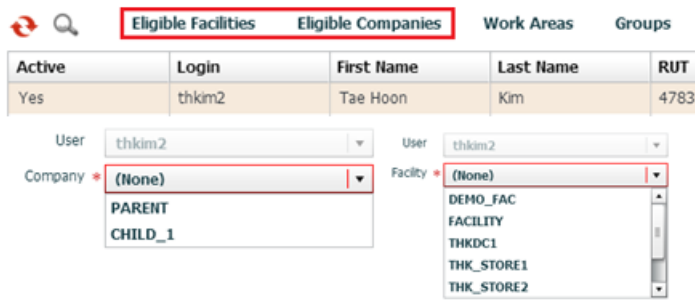 Eligible Facilities Eligible Companies Work Areas Groups
Active Login First Name Last Name RUT
Yes thkim2 Tae Hoon Kim 4783
User thkim2 User thkim2
Company * (None) Facility * (None)
PARENT DEMO_FAC
CHILD_1 FACILITY
THKDC1
THK_STORE1
THK_STORE2